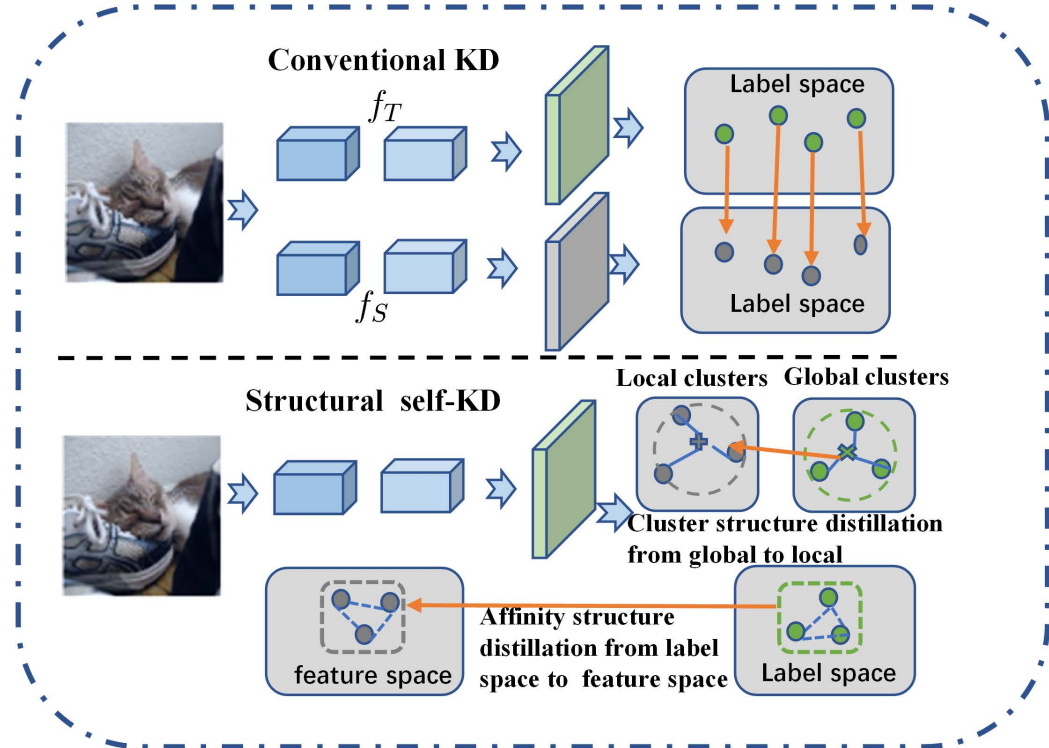 Conventional KD
f_T
Label space
f_S
Label space
Structural self-KD
Local clusters
Global clusters
Cluster structure distillation
from global to local
feature space
Affinity structure
distillation from label
space to feature space
Label space